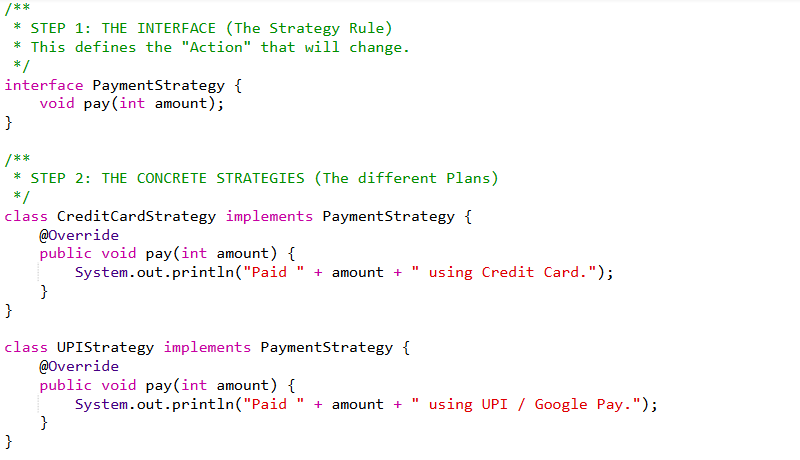 /**
 * STEP 1: THE INTERFACE (The Strategy Rule)
 * This defines the "Action" that will change.
 */
interface PaymentStrategy {
    void pay(int amount);
}

/**
 * STEP 2: THE CONCRETE STRATEGIES (The different Plans)
 */
class CreditCardStrategy implements PaymentStrategy {
    @Override
    public void pay(int amount) {
        System.out.println("Paid " + amount + " using Credit Card.");
    }
}

class UPIStrategy implements PaymentStrategy {
    @Override
    public void pay(int amount) {
        System.out.println("Paid " + amount + " using UPI / Google Pay.");
    }
}